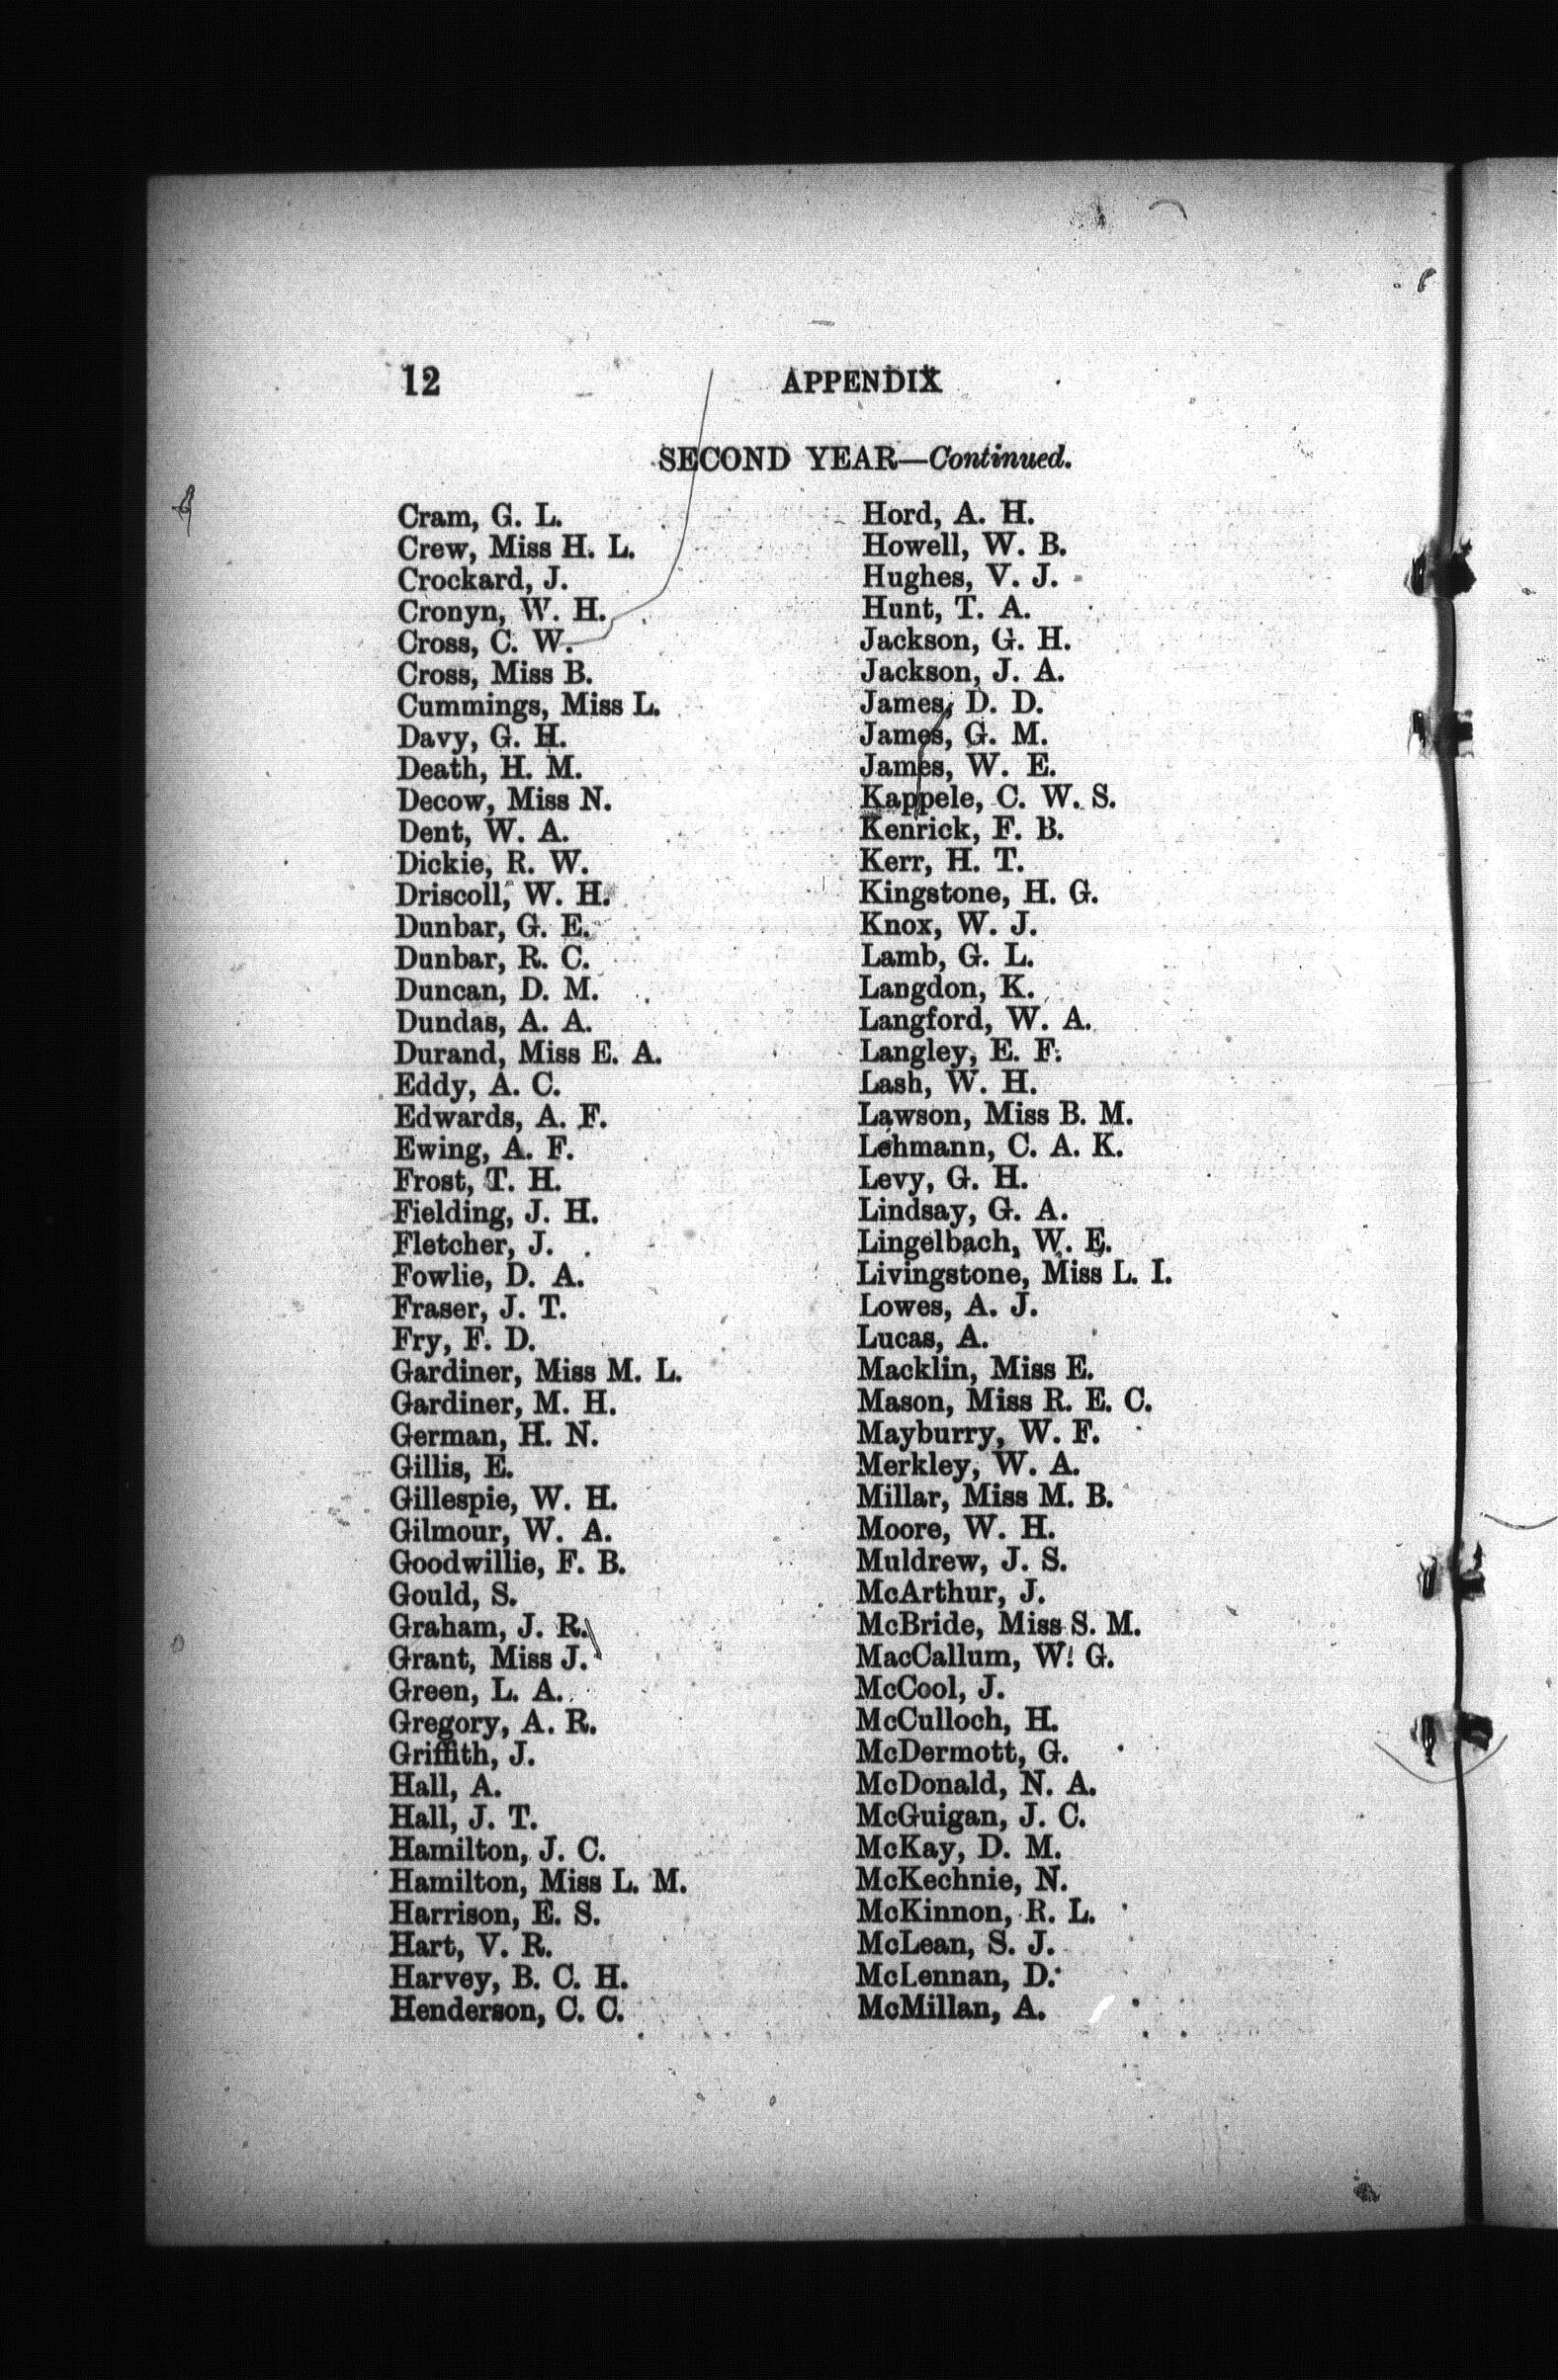 12 APPENDIX
SECOND YEAR—Continued.
Cram, G. L.
Crew, Miss H. L.
Crockard, J.
Cronyn, W. H.
Cross, C. W.
Cross, Miss B.
Cummings, Miss L.
Davy, G. H.
Death, H. M.
Decow, Miss N.
Dent, W. A.
Dickie, R. W.
Driscoll, W. H.
Dunbar, G. E.
Dunbar, R. C.
Duncan, D. M.
Dundas, A. A.
Durand, Miss E. A.
Eddy, A. C.
Edwards, A. F.
Ewing, A. F.
Frost, T. H.
Fielding, J. H.
Fletcher, J.
Fowlie, D. A.
Fraser, J. T.
Fry, F. D.
Gardiner, Miss M. L.
Gardiner, M. H.
German, H. N.
Gillis, E.
Gillespie, W. H.
Gilmour, W. A.
Goodwillie, F. B.
Gould, S.
Graham, J. R.
Grant, Miss J.
Green, L. A.
Gregory, A. R.
Griffith, J.
Hall, A.
Hall, J. T.
Hamilton, J. C.
Hamilton, Miss L. M.
Harrison, E. S.
Hart, V. R.
Harvey, B. C. H.
Henderson, C. C.
Hord, A. H.
Howell, W. B.
Hughes, V. J.
Hunt, T. A.
Jackson, G. H.
Jackson, J. A.
James, D. D.
James, G. M.
James, W. E.
Kappele, C. W. S.
Kenrick, F. B.
Kerr, H. T.
Kingstone, H. G.
Knox, W. J.
Lamb, G. L.
Langdon, K.
Langford, W. A.
Langley, E. F.
Lash, W. H.
Lawson, Miss B. M.
Lehmann, C. A. K.
Levy, G. H.
Lindsay, G. A.
Lingelbach, W. E.
Livingstone, Miss L. I.
Lowes, A. J.
Lucas, A.
Macklin, Miss E.
Mason, Miss R. E. C.
Mayburry, W. F.
Merkley, W. A.
Millar, Miss M. B.
Moore, W. H.
Muldrew, J. S.
McArthur, J.
McBride, Miss S. M.
MacCallum, W. G.
McCool, J.
McCulloch, H.
McDermott, G.
McDonald, N. A.
McGuigan, J. C.
McKay, D. M.
McKechnie, N.
McKinnon, R. L.
McLean, S. J.
McLennan, D.
McMillan, A.